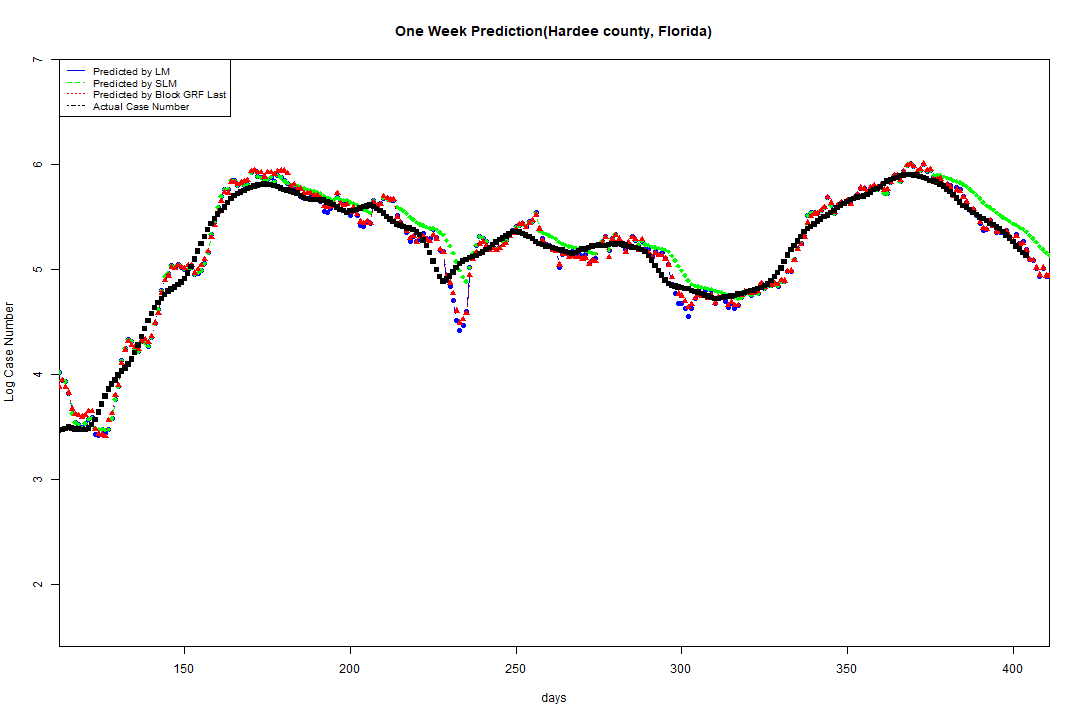 One Week Prediction(Hardee county, Florida)
Predicted by LM
Predicted by SLM
Predicted by Block GRF Last
Actual Case Number
7
6
5
4
3
2
Log Case Number
150 200 250 300 350 400
days